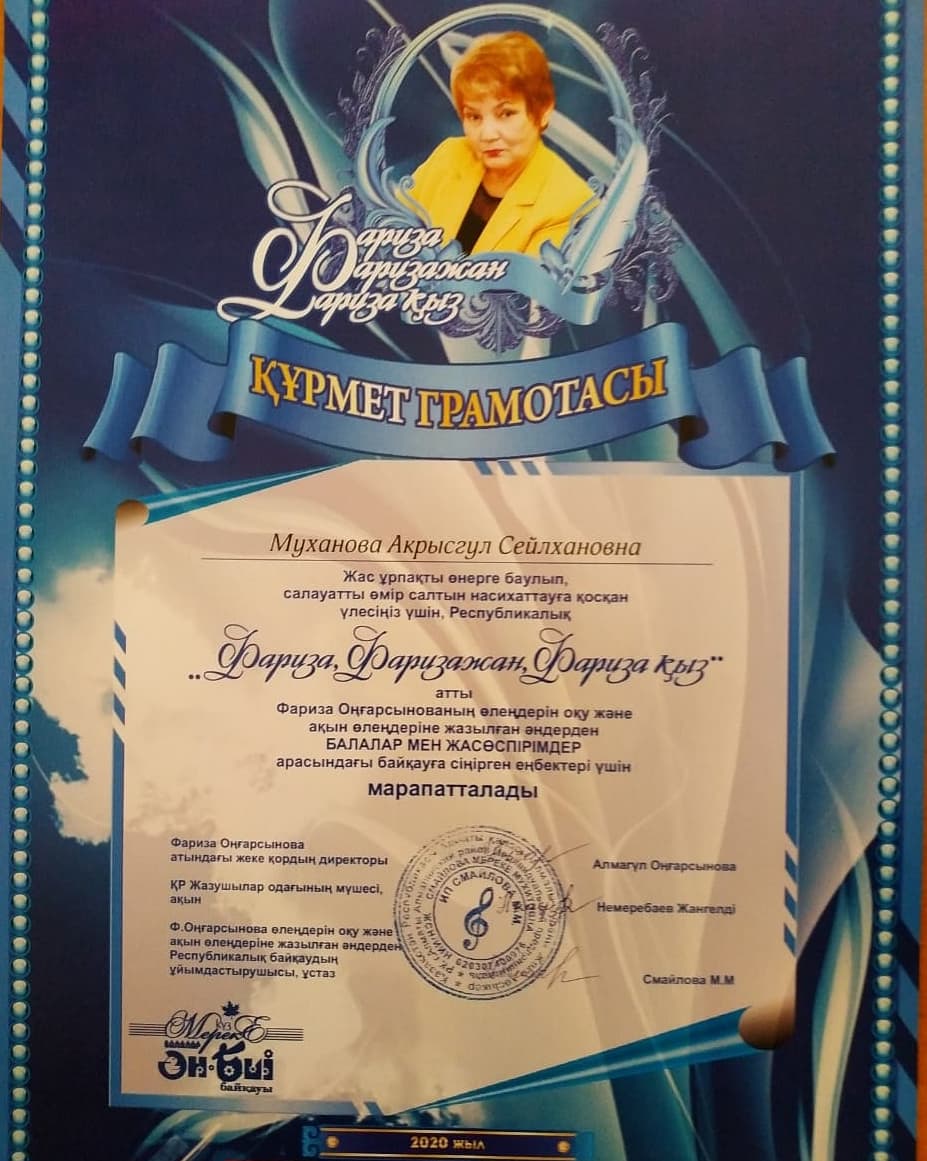 Фариза
Фаризажан
Фариза қыз
ҚҰРМЕТ ГРАМОТАСЫ
Муханова Акрысгул Сейлхановна
Жас ұрпақты өнерге баулып,
салауатты өмір салтын насихаттауға қосқан
үлесіңіз үшін, Республикалық
„Фариза, Фаризажан, Фариза қыз"
атты
Фариза Оңғарсынованың өлеңдерін оқу және
ақын өлеңдеріне жазылған әндерден
БАЛАЛАР МЕН ЖАСӨСПІРІМДЕР
арасындағы байқауға сіңірген еңбектері үшін
марапатталады
Фариза Оңғарсынова
атындағы жеке қордың директоры
Алмагүл Оңғарсынова
ҚР Жазушылар одағының мүшесі,
ақын
Немеребаев Жангелді
Ф.Оңғарсынова өлеңдерін оқу және
ақын өлеңдеріне жазылған әндерден
Республикалық байқаудың
ұйымдастырушысы, ұстаз
Смайлова М.М
ИП СМАЙЛОВА М.М.
КҮЗ
МерекЕ
БАЛАЛАР
Ән-Би
байқауы
2020 жыл